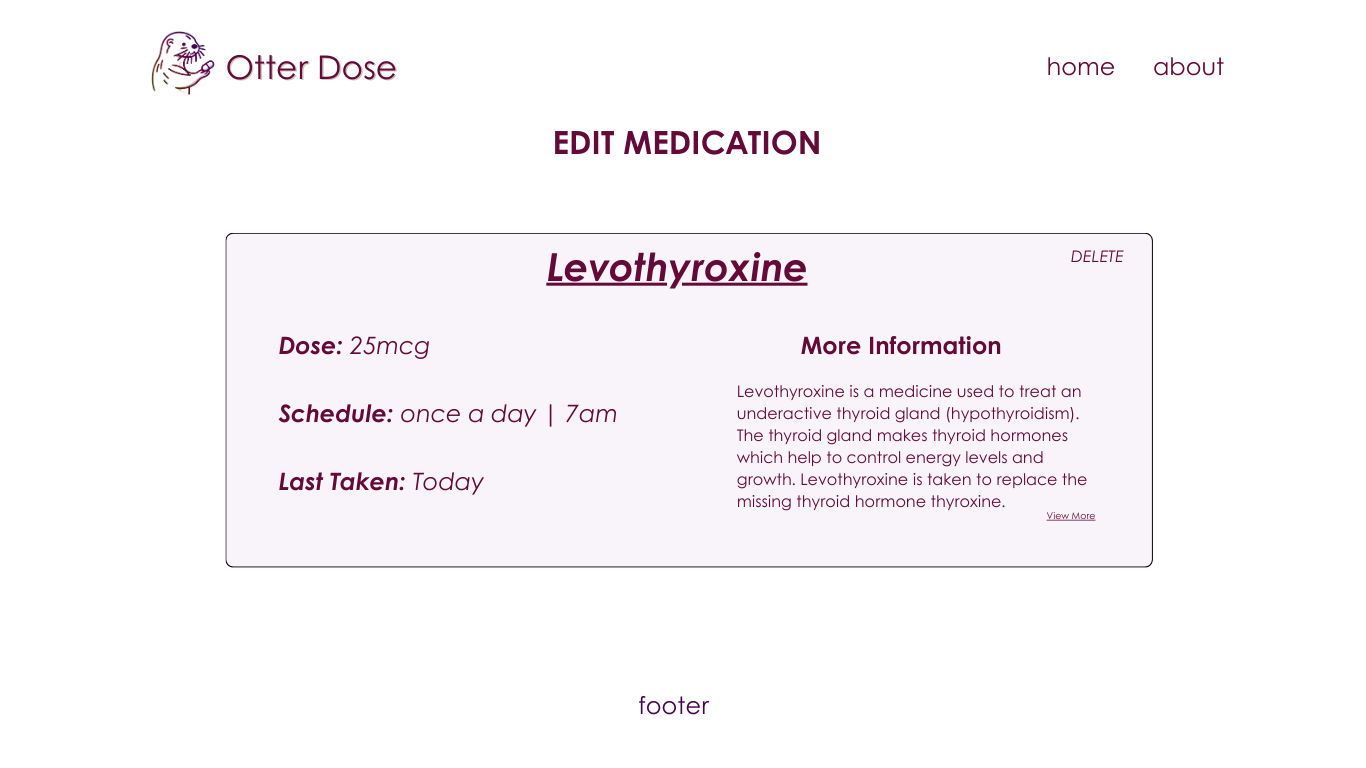 Otter Dose
home about
EDIT MEDICATION
Levothyroxine
DELETE
Dose: 25mcg
Schedule: once a day | 7am
Last Taken: Today
More Information
Levothyroxine is a medicine used to treat an
underactive thyroid gland (hypothyroidism).
The thyroid gland makes thyroid hormones
which help to control energy levels and
growth. Levothyroxine is taken to replace the
missing thyroid hormone thyroxine.
View More
footer